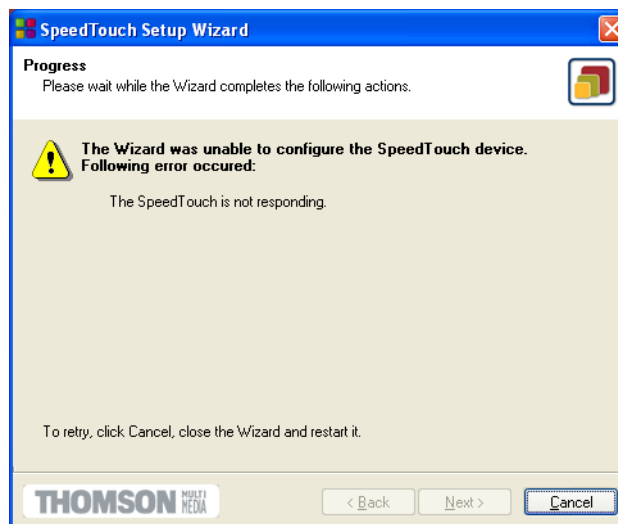 SpeedTouch Setup Wizard
Progress
Please wait while the Wizard completes the following actions.
The Wizard was unable to configure the SpeedTouch device.
Following error occured:
The SpeedTouch is not responding.
To retry, click Cancel, close the Wizard and restart it.
THOMSON MULTI MEDIA
< Back
Next >
Cancel